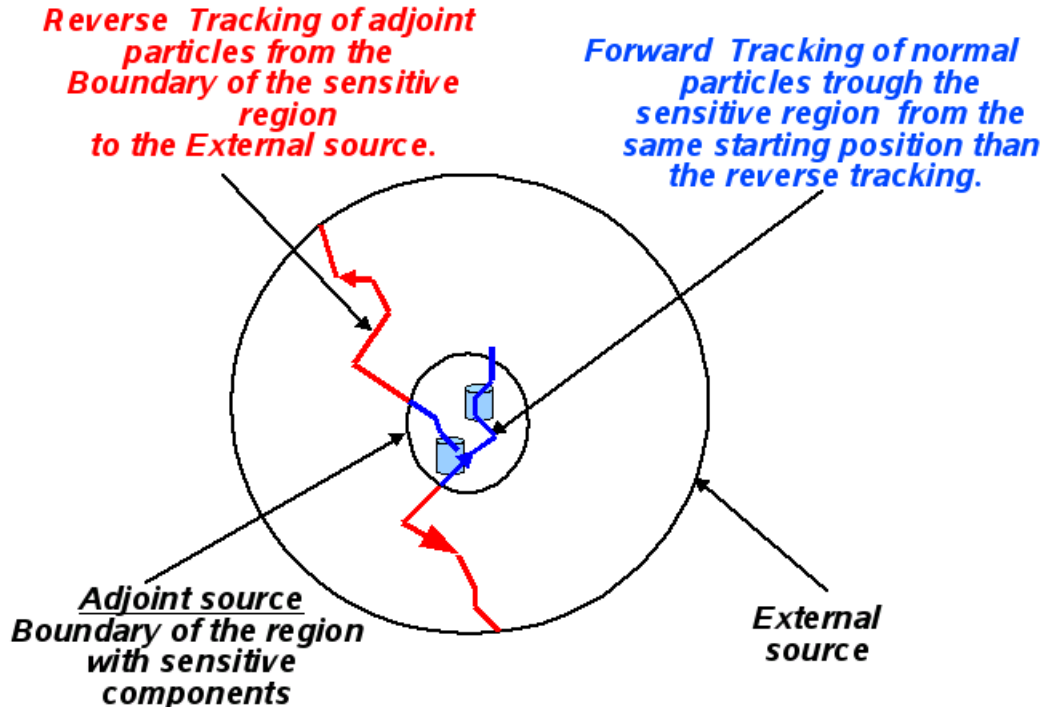 Reverse Tracking of adjoint
particles from the
Boundary of the sensitive
region
to the External source.
Forward Tracking of normal
particles trough the
sensitive region from the
same starting position than
the reverse tracking.
Adjoint source
Boundary of the region
with sensitive
components
External
source